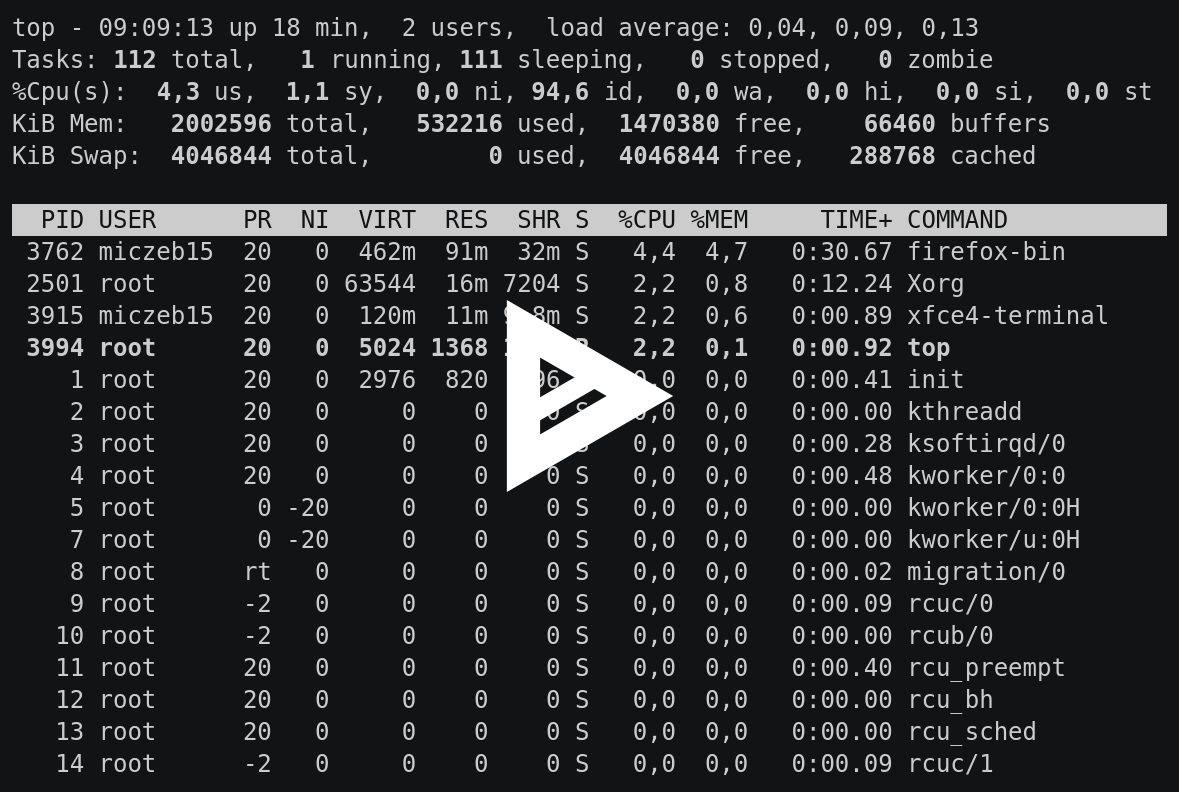 top - 09:09:13 up 18 min,  2 users,  load average: 0,04, 0,09, 0,13
Tasks: 112 total,   1 running, 111 sleeping,   0 stopped,   0 zombie
%Cpu(s):  4,3 us,  1,1 sy,  0,0 ni, 94,6 id,  0,0 wa,  0,0 hi,  0,0 si,  0,0 st
KiB Mem:   2002596 total,   532216 used,  1470380 free,    66460 buffers
KiB Swap:  4046844 total,        0 used,  4046844 free,   288768 cached
PID USER      PR  NI  VIRT  RES  SHR S  %CPU %MEM     TIME+ COMMAND
3762 miczeb15  20   0  462m  91m  32m S   4,4  4,7   0:30.67 firefox-bin
2501 root      20   0 63544  16m 7204 S   2,2  0,8   0:12.24 Xorg
3915 miczeb15  20   0  120m  11m S   2,2  0,6   0:00.89 xfce4-terminal
3994 root      20   0  5024 1368   2,2  0,1   0:00.92 top
1 root      20   0  2976  820   0,0   0:00.41 init
2 root      20   0     0    0    0   0,0   0:00.00 kthreadd
3 root      20   0     0    0   0,0  0,0   0:00.28 ksoftirqd/0
4 root      20   0     0    0    0 S   0,0  0,0   0:00.48 kworker/0:0
5 root       0 -20     0    0    0 S   0,0  0,0   0:00.00 kworker/0:0H
7 root       0 -20     0    0    0 S   0,0  0,0   0:00.00 kworker/u:0H
8 root      rt   0     0    0    0 S   0,0  0,0   0:00.02 migration/0
9 root      -2   0     0    0    0 S   0,0  0,0   0:00.09 rcuc/0
10 root      -2   0     0    0    0 S   0,0  0,0   0:00.00 rcub/0
11 root      20   0     0    0    0 S   0,0  0,0   0:00.40 rcu_preempt
12 root      20   0     0    0    0 S   0,0  0,0   0:00.00 rcu_bh
13 root      20   0     0    0    0 S   0,0  0,0   0:00.00 rcu_sched
14 root      -2   0     0    0    0 S   0,0  0,0   0:00.09 rcuc/1